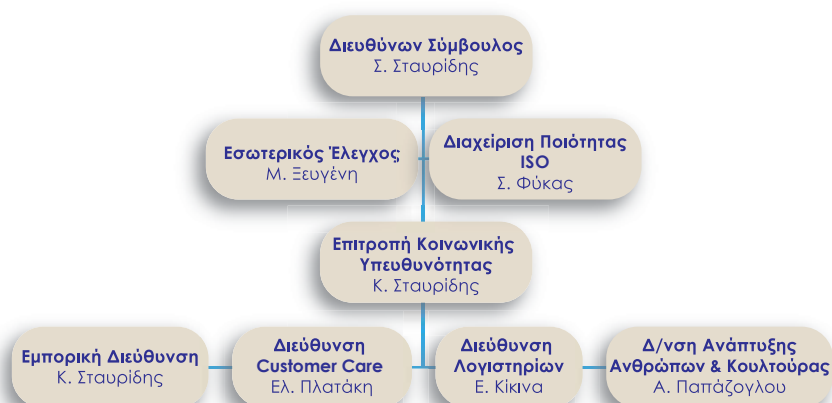 Διευθύνων Σύμβουλος
Σ. Σταυρίδης
Εσωτερικός Έλεγχος
Μ. Ξευγένη
Διαχείριση Ποιότητας
ISO
Σ. Φύκας
Επιτροπή Κοινωνικής
Υπευθυνότητας
Κ. Σταυρίδης
Εμπορική Διεύθυνση
Κ. Σταυρίδης
Διεύθυνση
Customer Care
Ελ. Πλατάκη
Διεύθυνση
Λογιστηρίων
Ε. Κίκινα
Δ/νση Ανάπτυξης
Ανθρώπων & Κουλτούρας
Α. Παπάζογλου